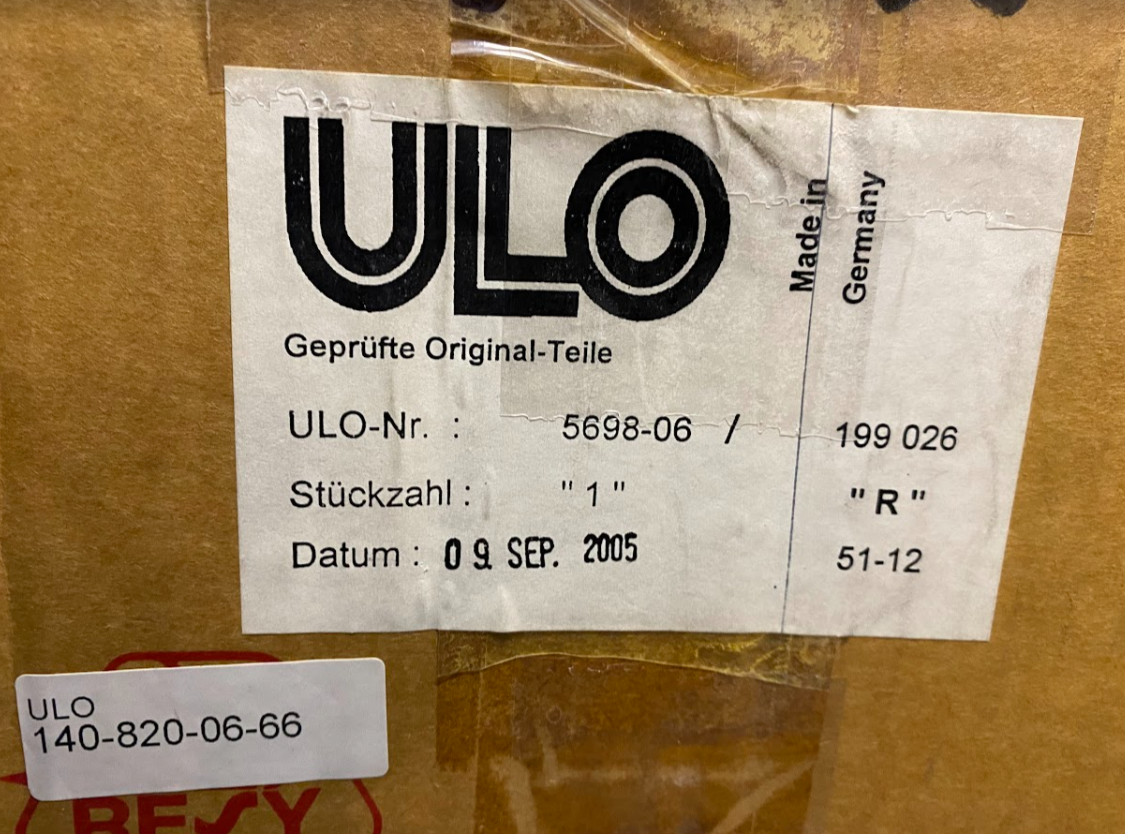 ULO
Made in
Germany
Geprüfte Original-Teile
ULO-Nr. : 5698-06 / 199 026
Stückzahl : " 1 " " R "
Datum : 09 SEP. 2005 51-12
ULO
140-820-06-66
RESY